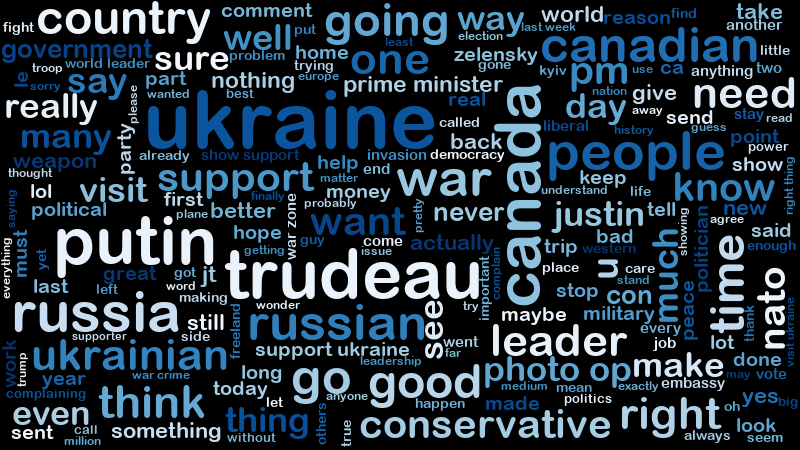 fight
country
comment
going
way
last week
world
reason
find
take
another
government
well
put
least
election
canadian
little
troop
world leader
sure
problem
home
trying
one
zelensky
gone
pm
use
ca
anything
two
le
sorry
say
part
wanted
nothing
best
europe
prime minister
kyiv
nation
give
need
really
please
ukraine
real
called
canada
day
away
send
stay
read
many
party
back
liberal
history
guess
point
power
weapon
already
show support
help
invasion
democracy
people
show
right thing
thought
lol
visit
support
matter
end
war
understand
keep
life
know
saying
political
first
finally
money
probably
pretty
never
justin
tell
new
plane
better
war zone
want
said
agree
everything
must
yet
putin
hope
guy
come
actually
trip
bad
western
much
showing
politician
enough
getting
issue
great
got
jt
trudeau
important
complain
place
u
care
time
last
left
word
making
stop
stand
con
peace
nato
russia
still
wonder
try
maybe
military
every
thank
visit ukraine
supporter
side
freeland
russian
see
leader
job
lot
work
trump
ukrainian
support ukraine
went
far
make
done
year
war crime
long
leadership
photo op
embassy
may
vote
complaining
think
today
go
anyone
good
medium
mean
exactly
yes
big
even
let
happen
made
politics
right
oh
sent
call
million
something
thing
without
others
true
conservative
always
look
seem